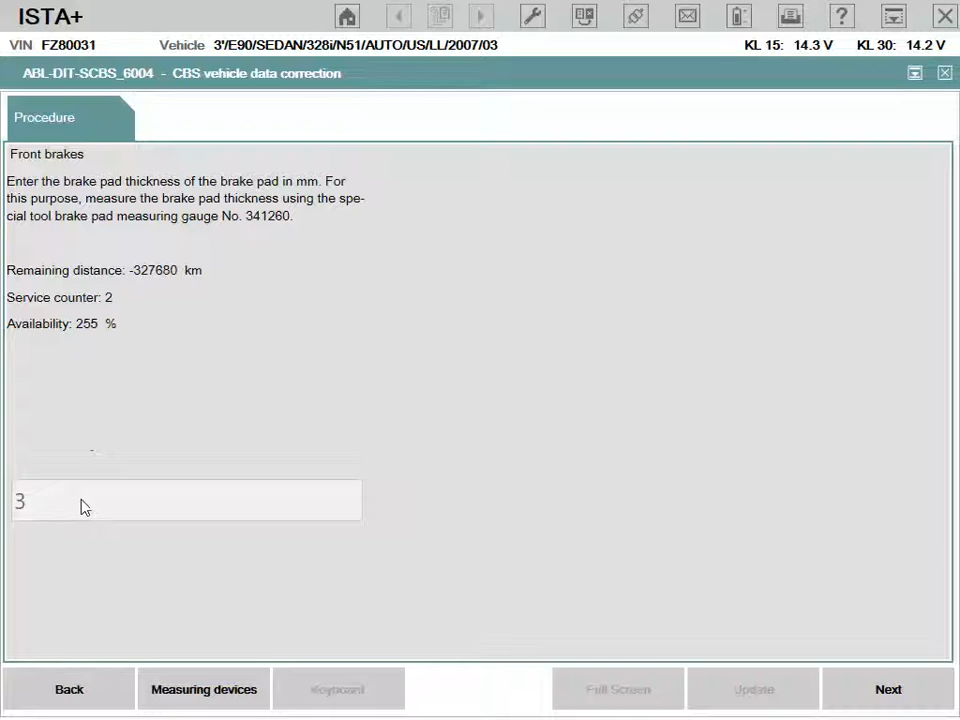 ISTA+
VIN FZ80031 Vehicle 3'/E90/SEDAN/328i/N51/AUTO/US/LL/2007/03 KL 15: 14.3 V KL 30: 14.2 V
ABL-DIT-SCBS_6004 - CBS vehicle data correction
Procedure
Front brakes
Enter the brake pad thickness of the brake pad in mm. For
this purpose, measure the brake pad thickness using the spe-
cial tool brake pad measuring gauge No. 341260.
Remaining distance: -327680 km
Service counter: 2
Availability: 255 %
3
Back Measuring devices Keyboard Full Screen Update Next